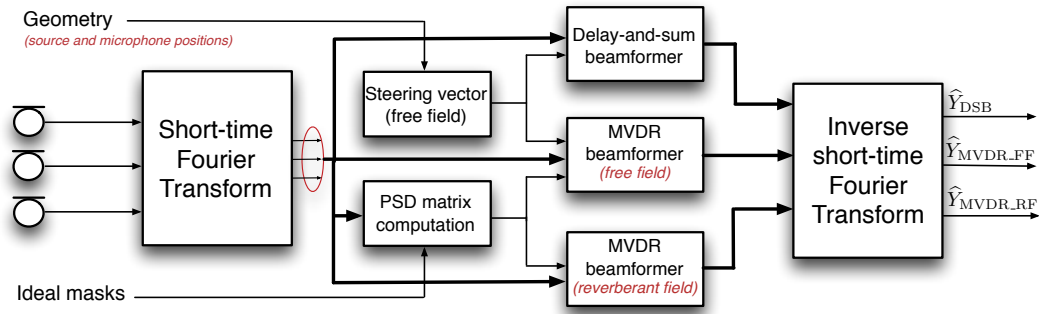 Geometry
(source and microphone positions)
Short-time
Fourier
Transform
Steering vector
(free field)
PSD matrix
computation
Ideal masks
Delay-and-sum
beamformer
MVDR
beamformer
(free field)
MVDR
beamformer
(reverberant field)
Inverse
short-time
Fourier
Transform
Ŷ_DSB
Ŷ_MVDR_FF
Ŷ_MVDR_RF